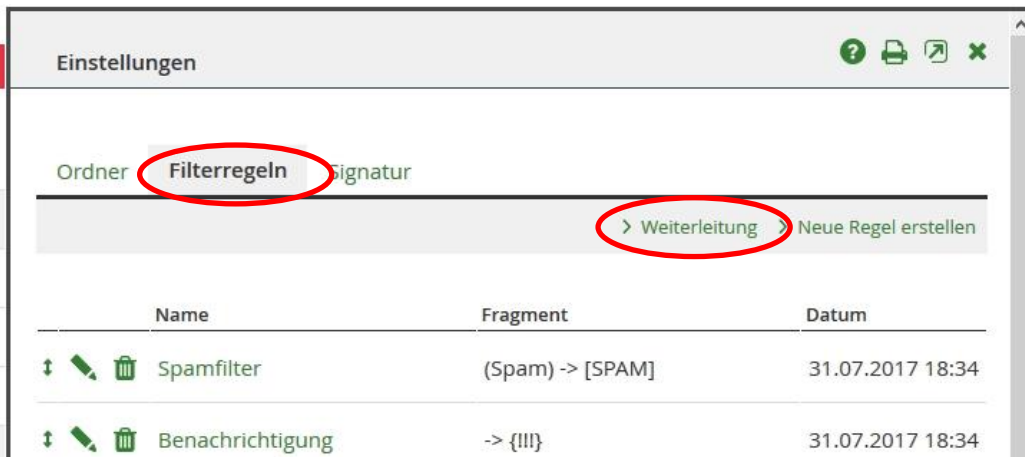 Einstellungen
Ordner Filterregeln Signatur
> Weiterleitung > Neue Regel erstellen
Name Fragment Datum
Spamfilter (Spam) -> [SPAM] 31.07.2017 18:34
Benachrichtigung -> {!!!} 31.07.2017 18:34